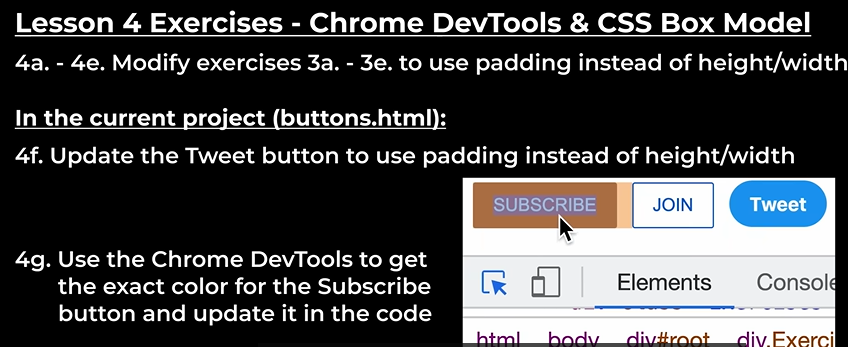 Lesson 4 Exercises - Chrome DevTools & CSS Box Model
4a. - 4e. Modify exercises 3a. - 3e. to use padding instead of height/width
In the current project (buttons.html):
4f. Update the Tweet button to use padding instead of height/width
SUBSCRIBE JOIN Tweet
4g. Use the Chrome DevTools to get
the exact color for the Subscribe
button and update it in the code
Elements Console
html body div#root div.Exerci